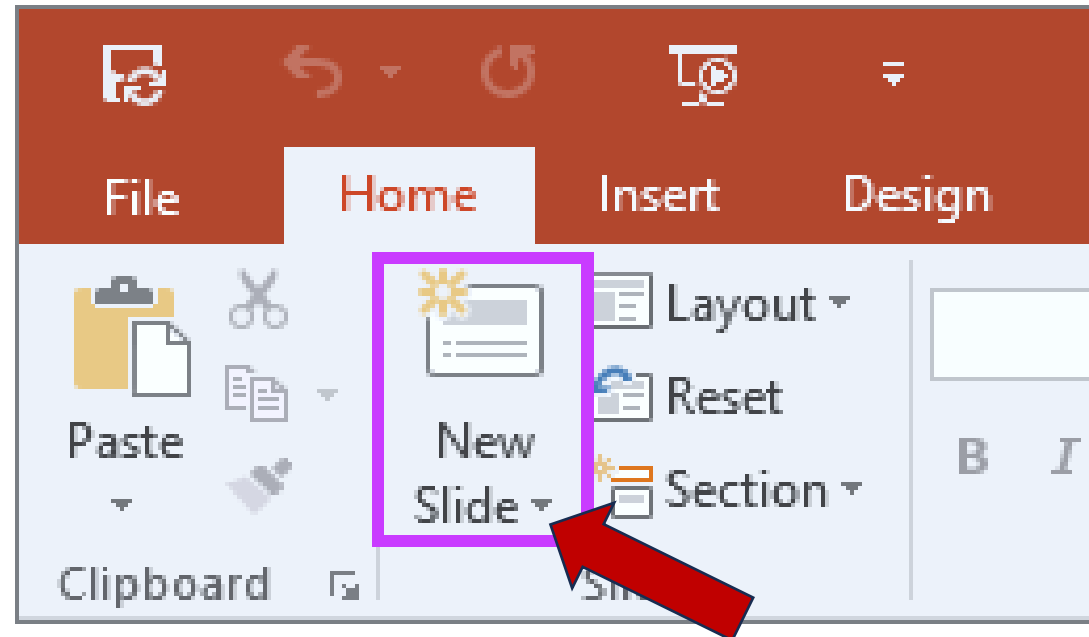 File Home Insert Design
Layout
Reset
Paste
New
Slide
B I
Section
Clipboard